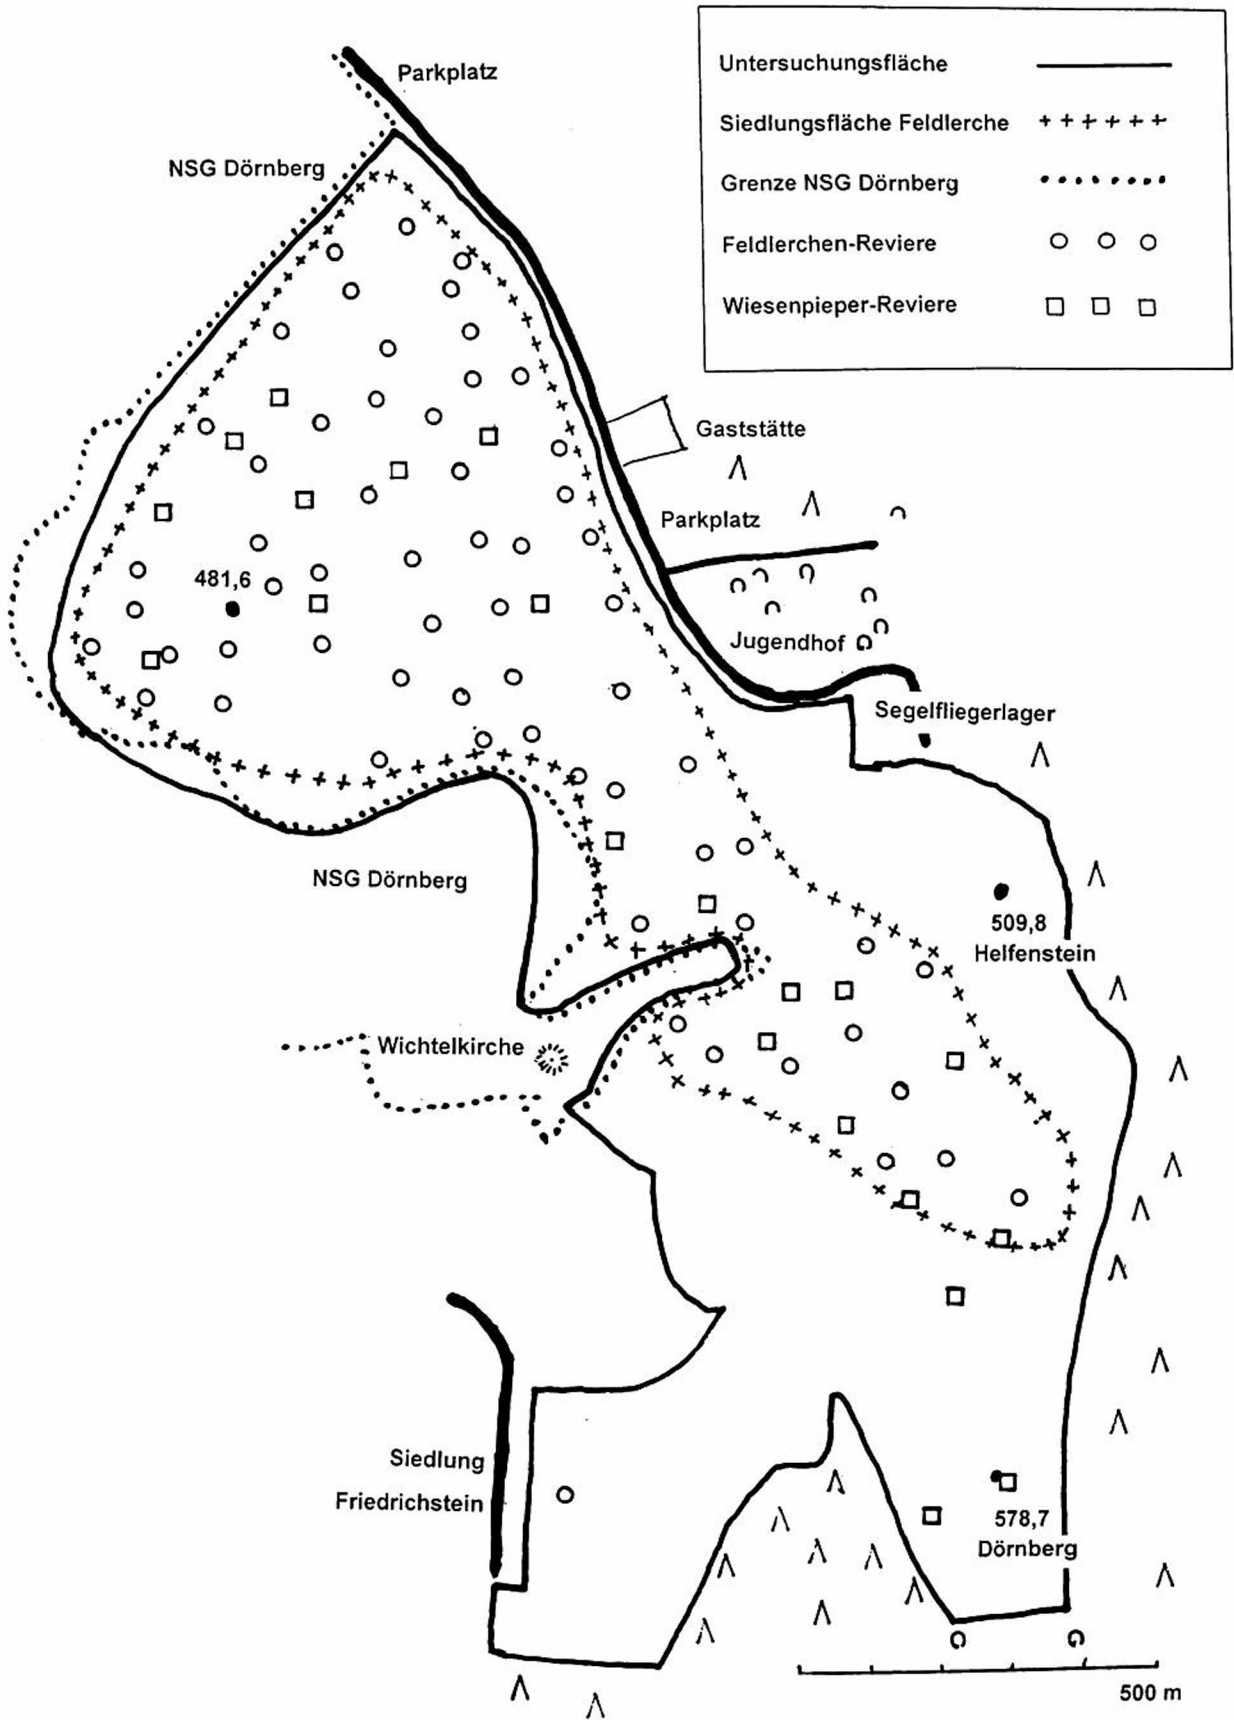 Untersuchungsfläche
Siedlungsfläche Feldlerche
Grenze NSG Dörnberg
Feldlerchen-Reviere
Wiesenpieper-Reviere
Parkplatz
NSG Dörnberg
Gaststätte
Parkplatz
481,6
Jugendhof
Segelfliegerlager
NSG Dörnberg
509,8
Helfenstein
Wichtelkirche
Siedlung
Friedrichstein
578,7
Dörnberg
500 m